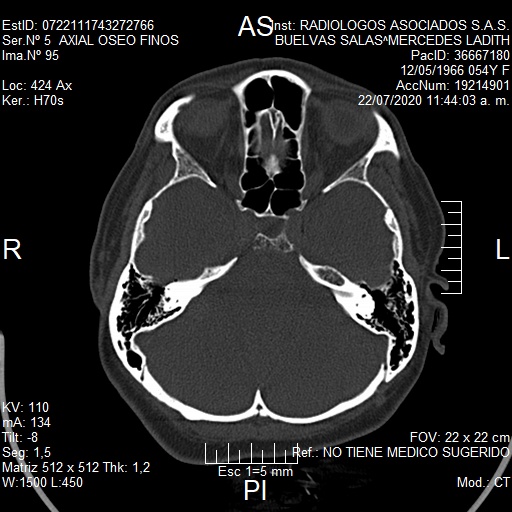 EstID: 0722111743272766
Ser.Nº 5 AXIAL OSEO FINOS
Ima.Nº 95
Loc: 424 Ax
Ker.: H70s
AS
Inst: RADIOLOGOS ASOCIADOS S.A.S.
BUELVAS SALAS^MERCEDES LADITH
PacID: 36667180
12/05/1966 054Y F
AccNum: 19214901
22/07/2020 11:44:03 a. m.
R
L
KV: 110
mA: 134
Tilt: -8
Seg: 1,5
Matriz 512 x 512 Thk: 1,2
W:1500 L:450
Esc 1=5 mm
PI
FOV: 22 x 22 cm
Ref.: NO TIENE MEDICO SUGERIDO
Mod.: CT